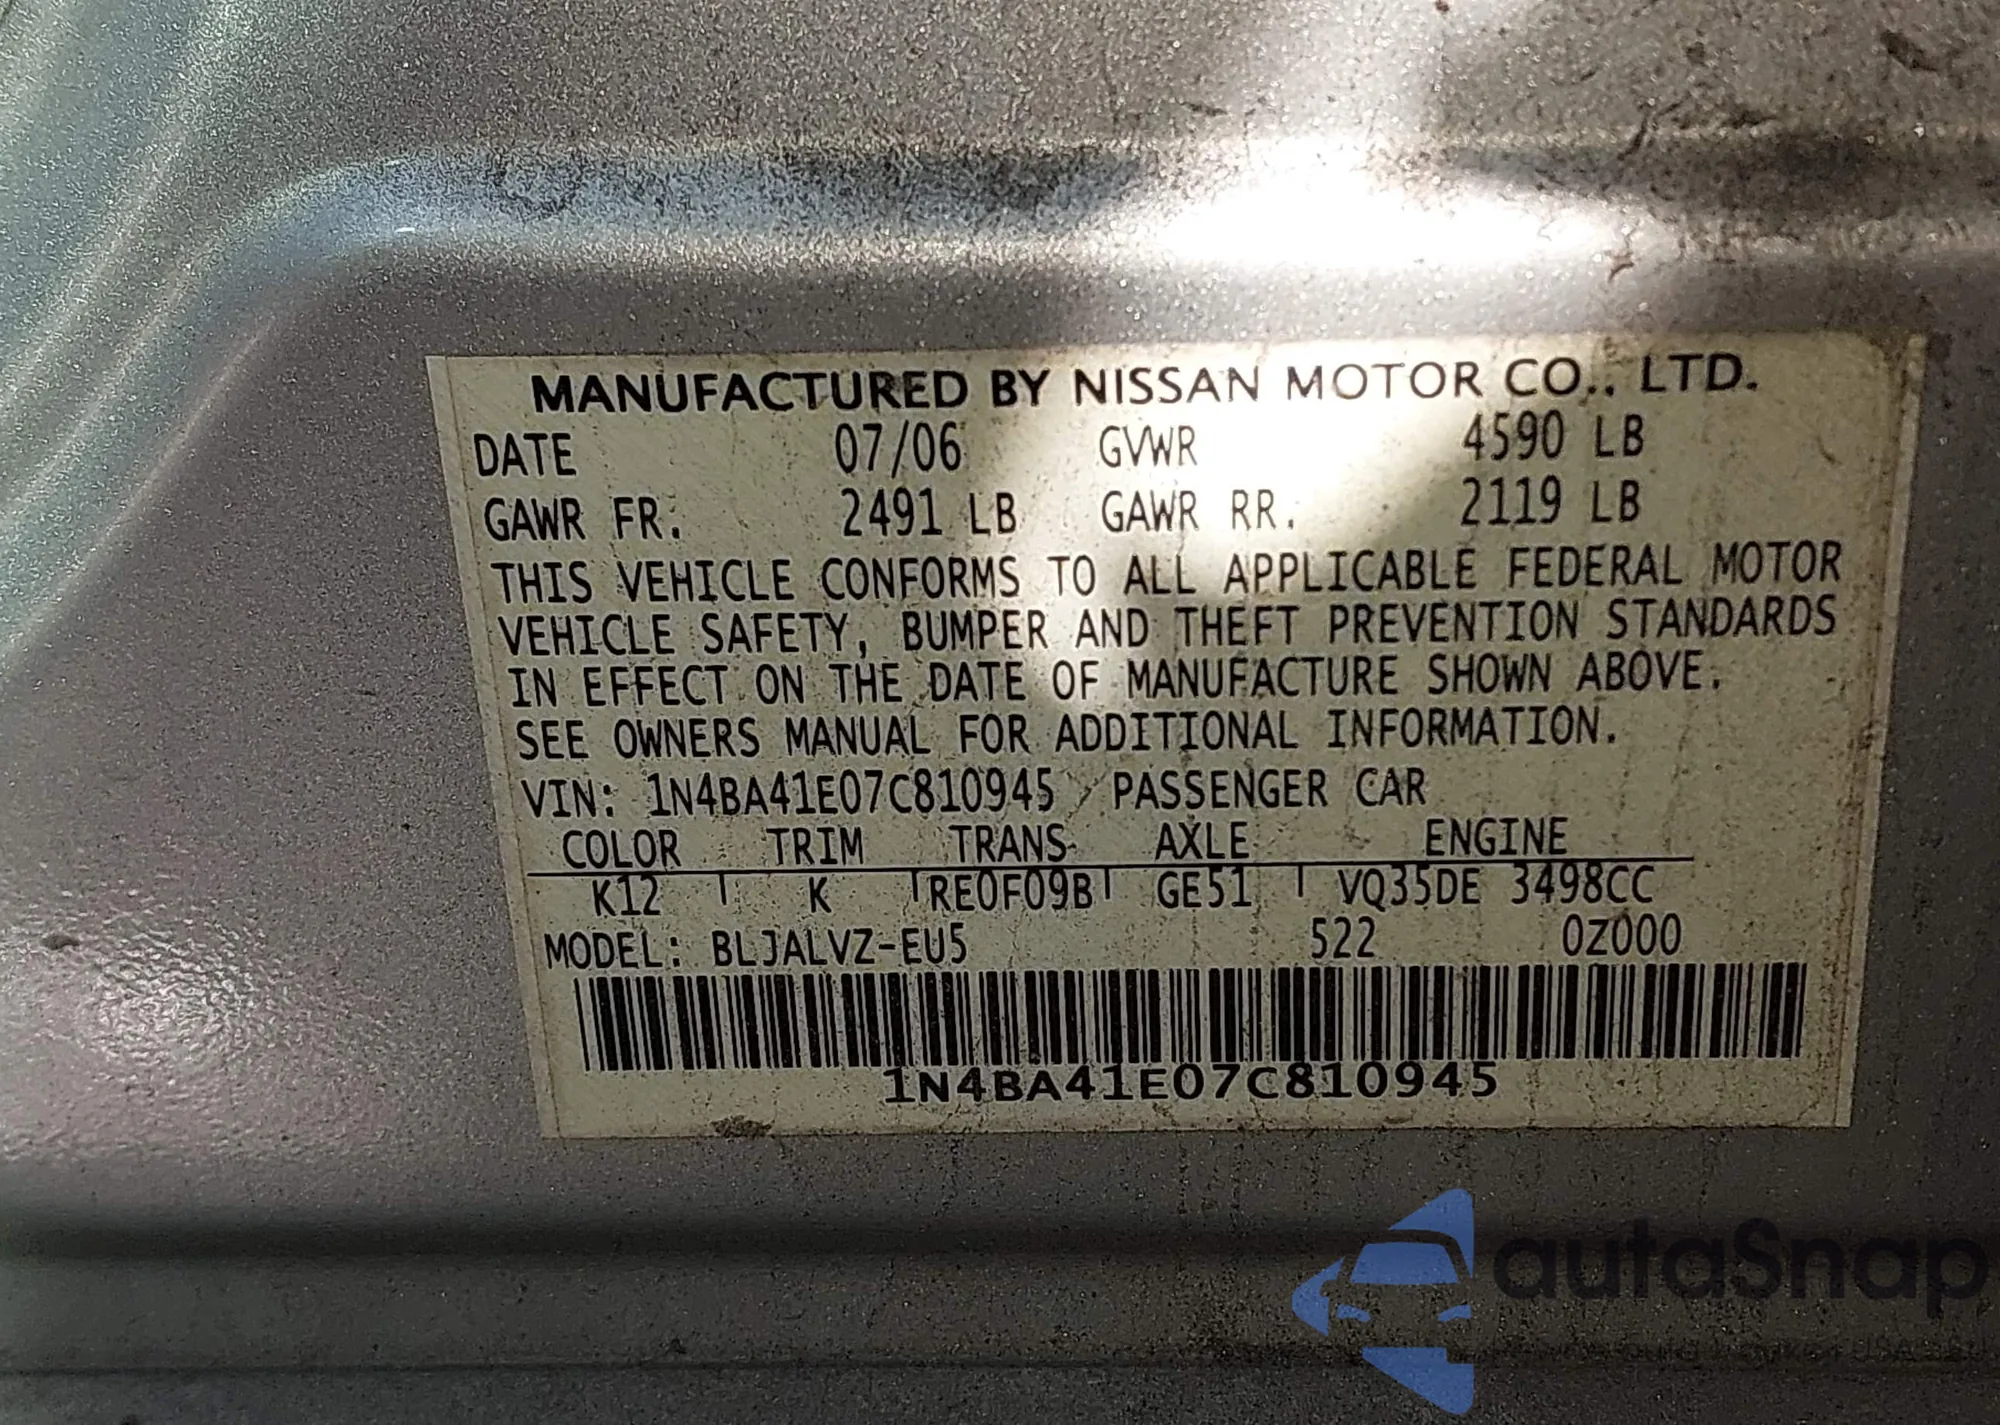 MANUFACTURED BY NISSAN MOTOR CO., LTD.
DATE 07/06 GVWR 4590 LB
GAWR FR. 2491 LB GAWR RR. 2119 LB
THIS VEHICLE CONFORMS TO ALL APPLICABLE FEDERAL MOTOR
VEHICLE SAFETY, BUMPER AND THEFT PREVENTION STANDARDS
IN EFFECT ON THE DATE OF MANUFACTURE SHOWN ABOVE.
SEE OWNERS MANUAL FOR ADDITIONAL INFORMATION.
VIN: 1N4BA41E07C810945 PASSENGER CAR
COLOR TRIM TRANS AXLE ENGINE
K12 K RE0F09B GE51 VQ35DE 3498CC
MODEL: BLJALVZ-EU5 522 0Z000
1N4BA41E07C810945
autaSnap